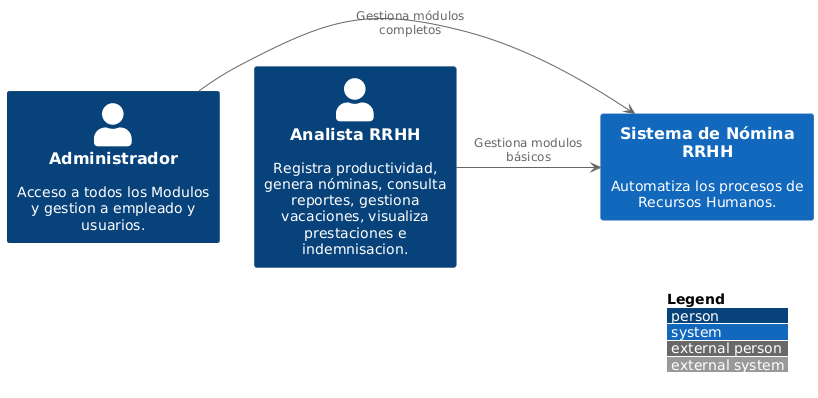 Gestiona módulos
completos
Administrador
Acceso a todos los Modulos
y gestion a empleado y
usuarios.
Analista RRHH
Registra productividad,
genera nóminas, consulta
reportes, gestiona
vacaciones, visualiza
prestaciones e
indemnisacion.
Gestiona modulos
básicos
Sistema de Nómina
RRHH
Automatiza los procesos de
Recursos Humanos.
Legend
person
system
external person
external system